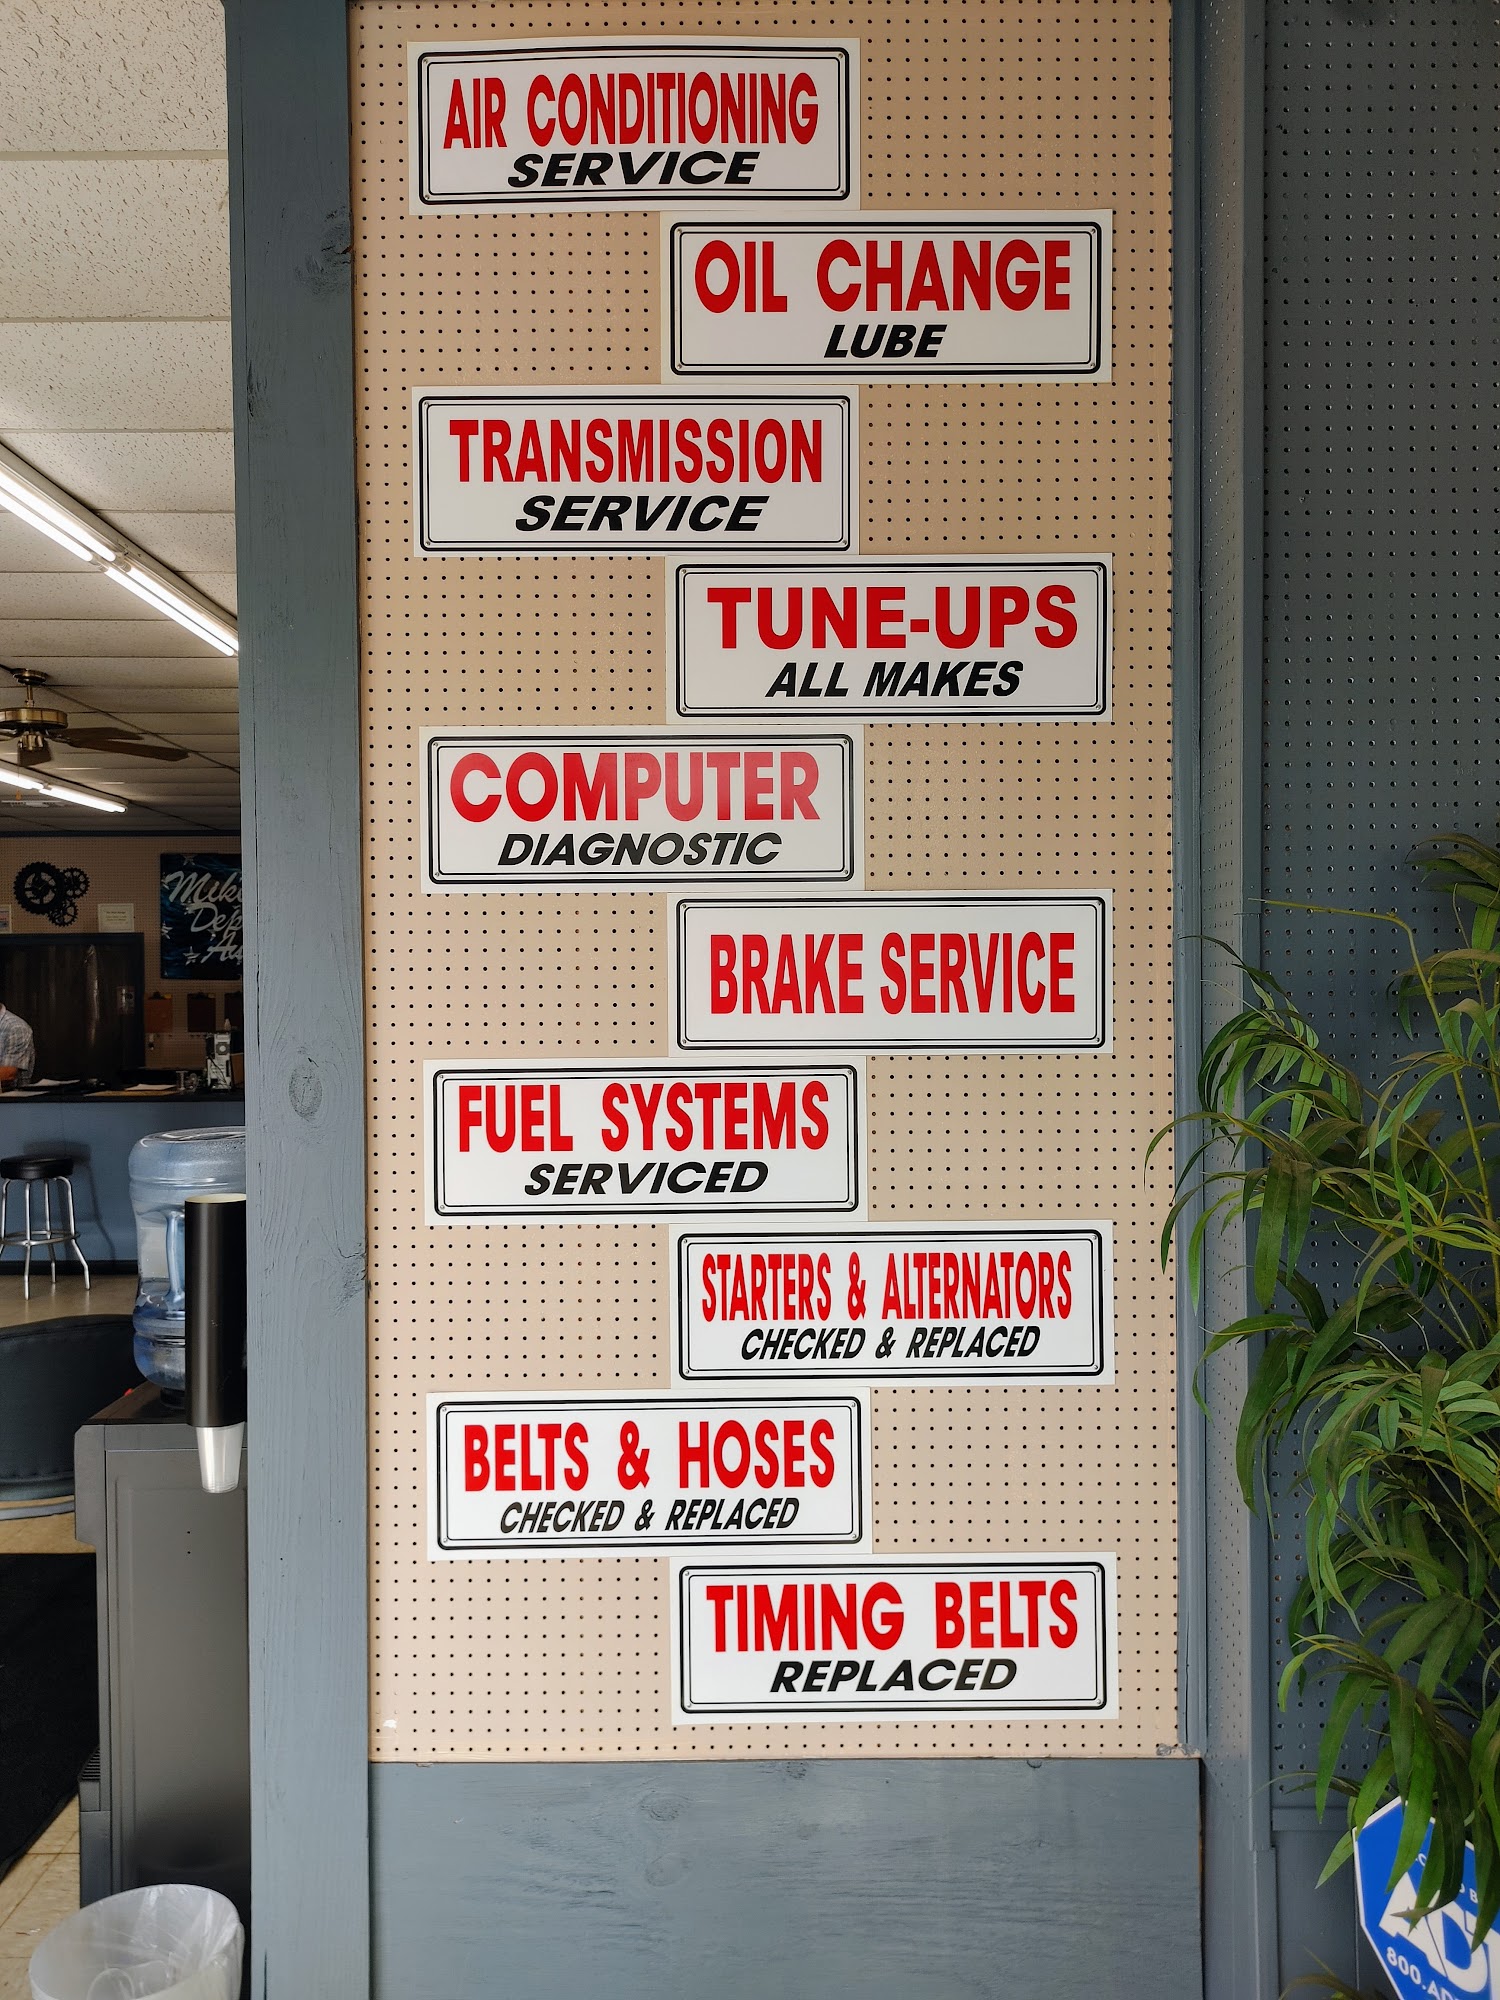 AIR CONDITIONING
SERVICE
OIL CHANGE
LUBE
TRANSMISSION
SERVICE
TUNE-UPS
ALL MAKES
COMPUTER
DIAGNOSTIC
BRAKE SERVICE
FUEL SYSTEMS
SERVICED
STARTERS & ALTERNATORS
CHECKED & REPLACED
BELTS & HOSES
CHECKED & REPLACED
TIMING BELTS
REPLACED